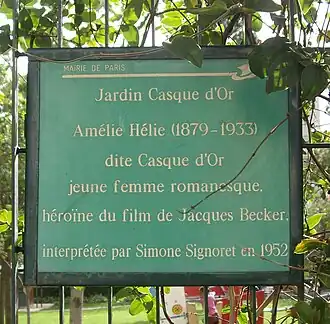 MAIRIE DE PARIS
Jardin Casque d'Or
Amélie Hélie (1879-1933)
dite Casque d'Or
jeune femme romanesque,
héroïne du film de Jacques Becker,
interprétée par Simone Signoret en 1952